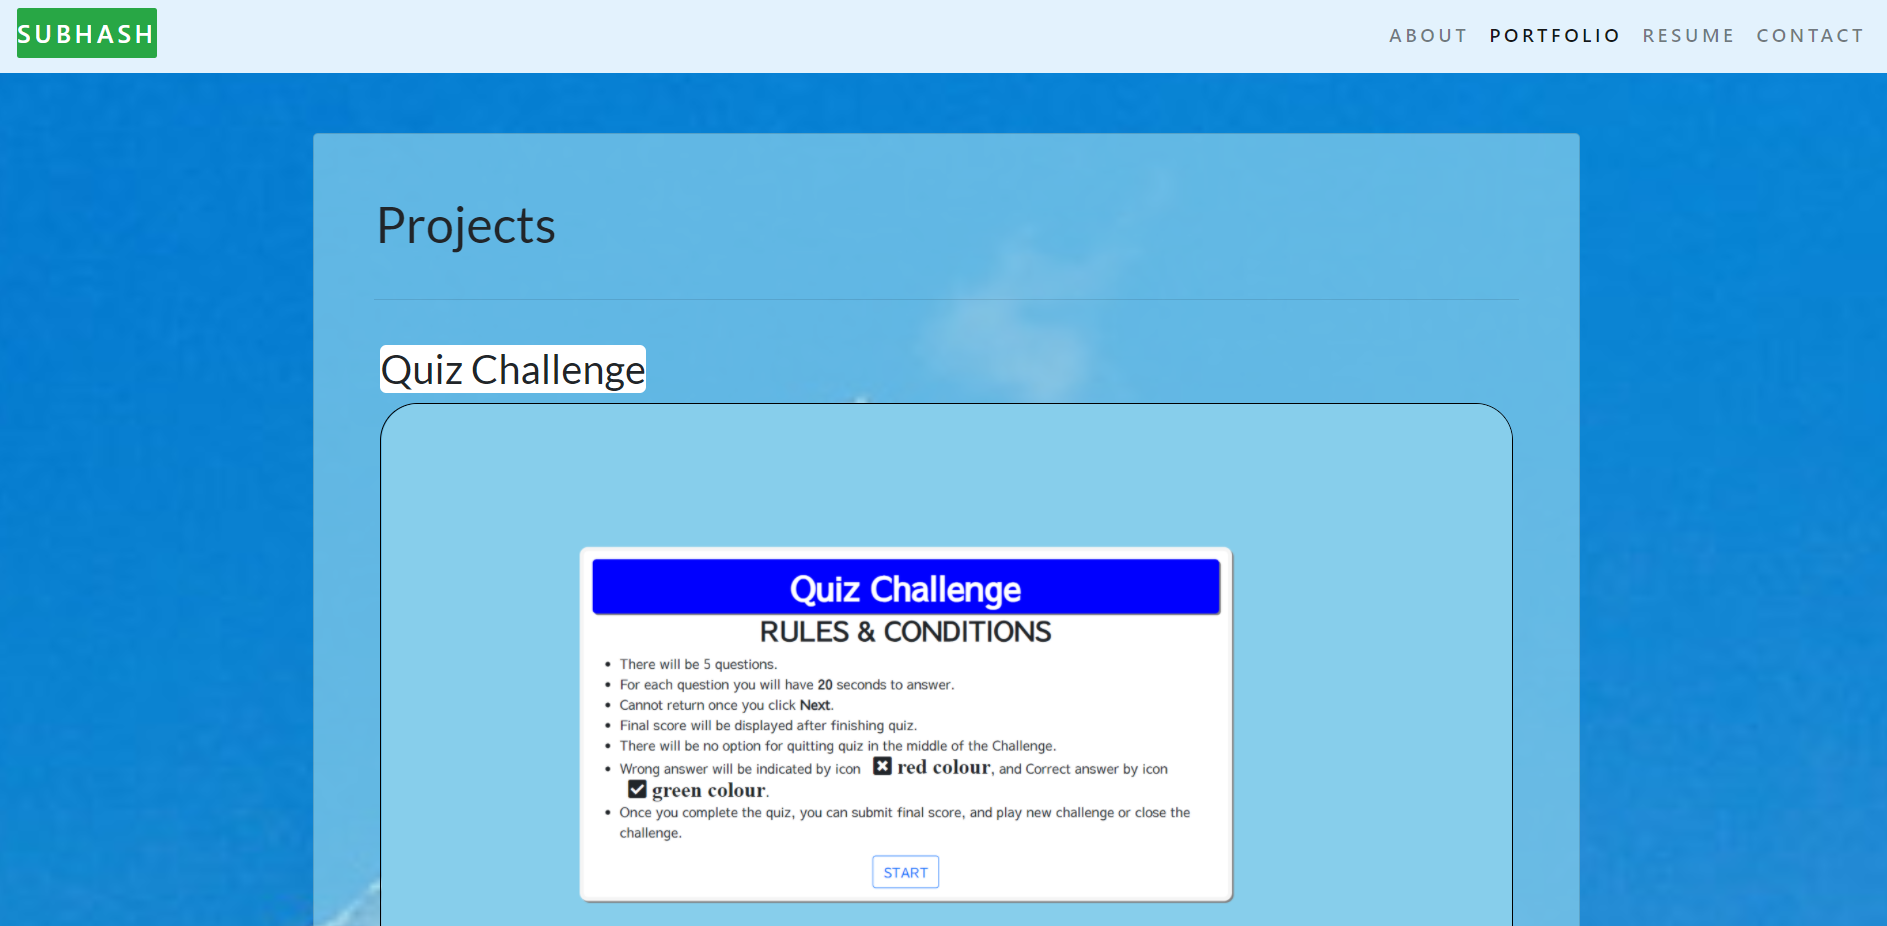 SUBHASH
ABOUT PORTFOLIO RESUME CONTACT
Projects
Quiz Challenge
Quiz Challenge
RULES & CONDITIONS
• There will be 5 questions.
• For each question you will have 20 seconds to answer.
• Cannot return once you click Next.
• Final score will be displayed after finishing quiz.
• There will be no option for quitting quiz in the middle of the Challenge.
• Wrong answer will be indicated by icon red colour, and Correct answer by icon
green colour.
• Once you complete the quiz, you can submit final score, and play new challenge or close the
challenge.
START